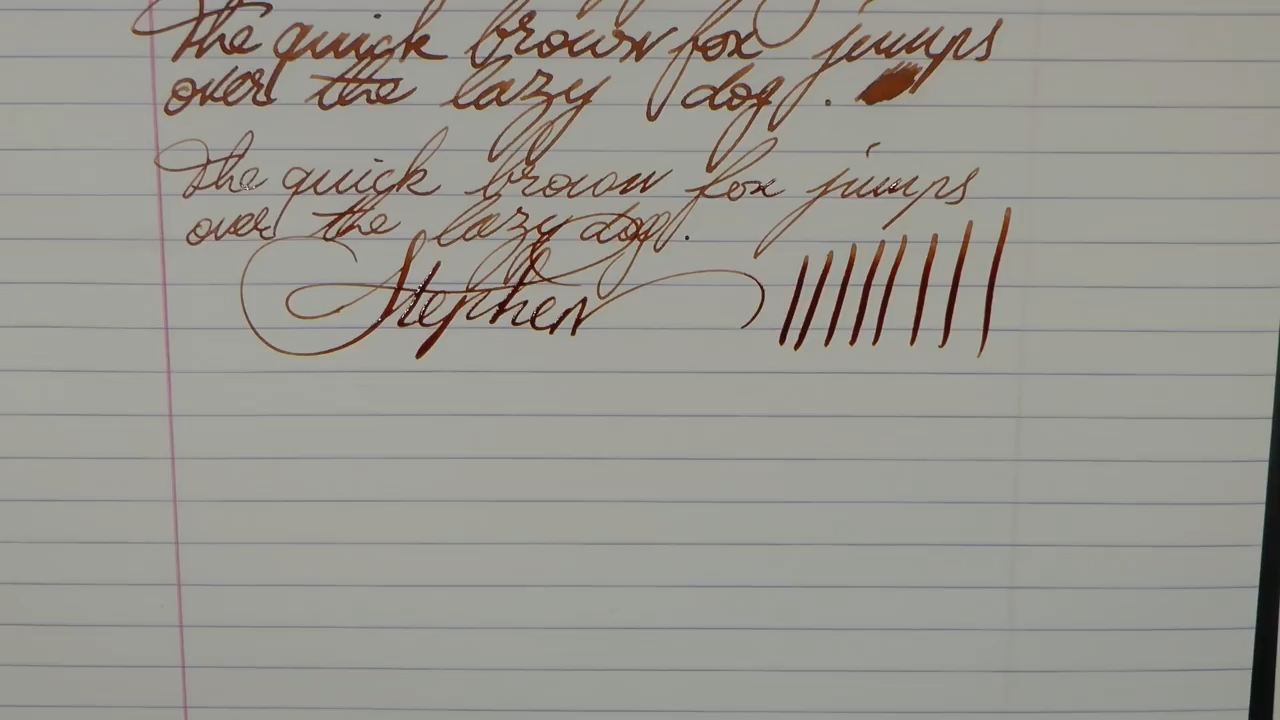 The quick brown fox jumps
over the lazy dog.
The quick brown fox jumps
over the lazy dog.
Stephen